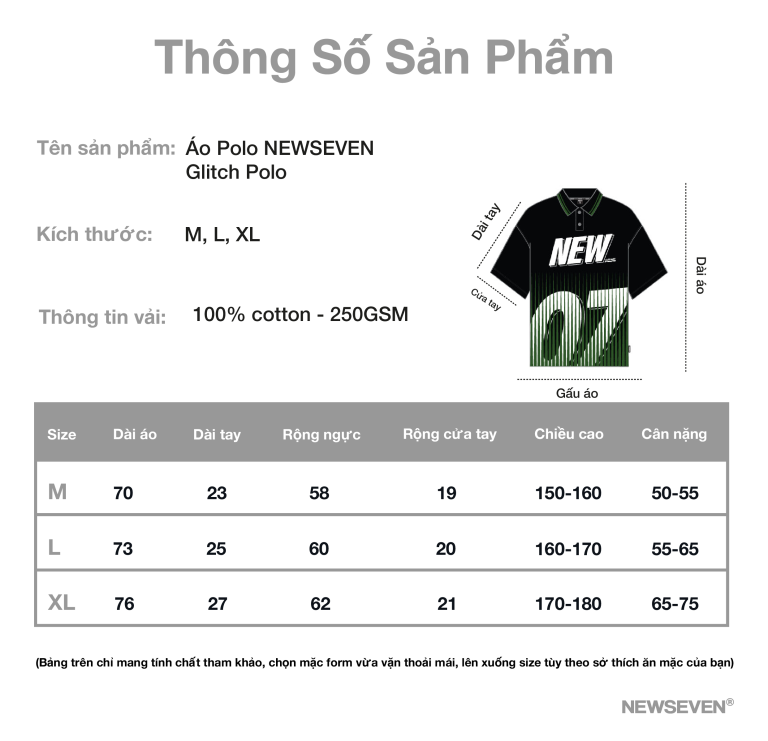 Thông Số Sản Phẩm
Tên sản phẩm: Áo Polo NEWSEVEN
Glitch Polo
Kích thước: M, L, XL
Thông tin vải: 100% cotton - 250GSM
Dài tay
Cửa tay
NEW
07
Dài áo
Gấu áo
Size Dài áo Dài tay Rộng ngực Rộng cửa tay Chiều cao Cân nặng
M 70 23 58 19 150-160 50-55
L 73 25 60 20 160-170 55-65
XL 76 27 62 21 170-180 65-75
(Bảng trên chỉ mang tính chất tham khảo, chọn mặc form vừa vặn thoải mái, lên xuống size tùy theo sở thích ăn mặc của bạn)
NEWSEVEN®